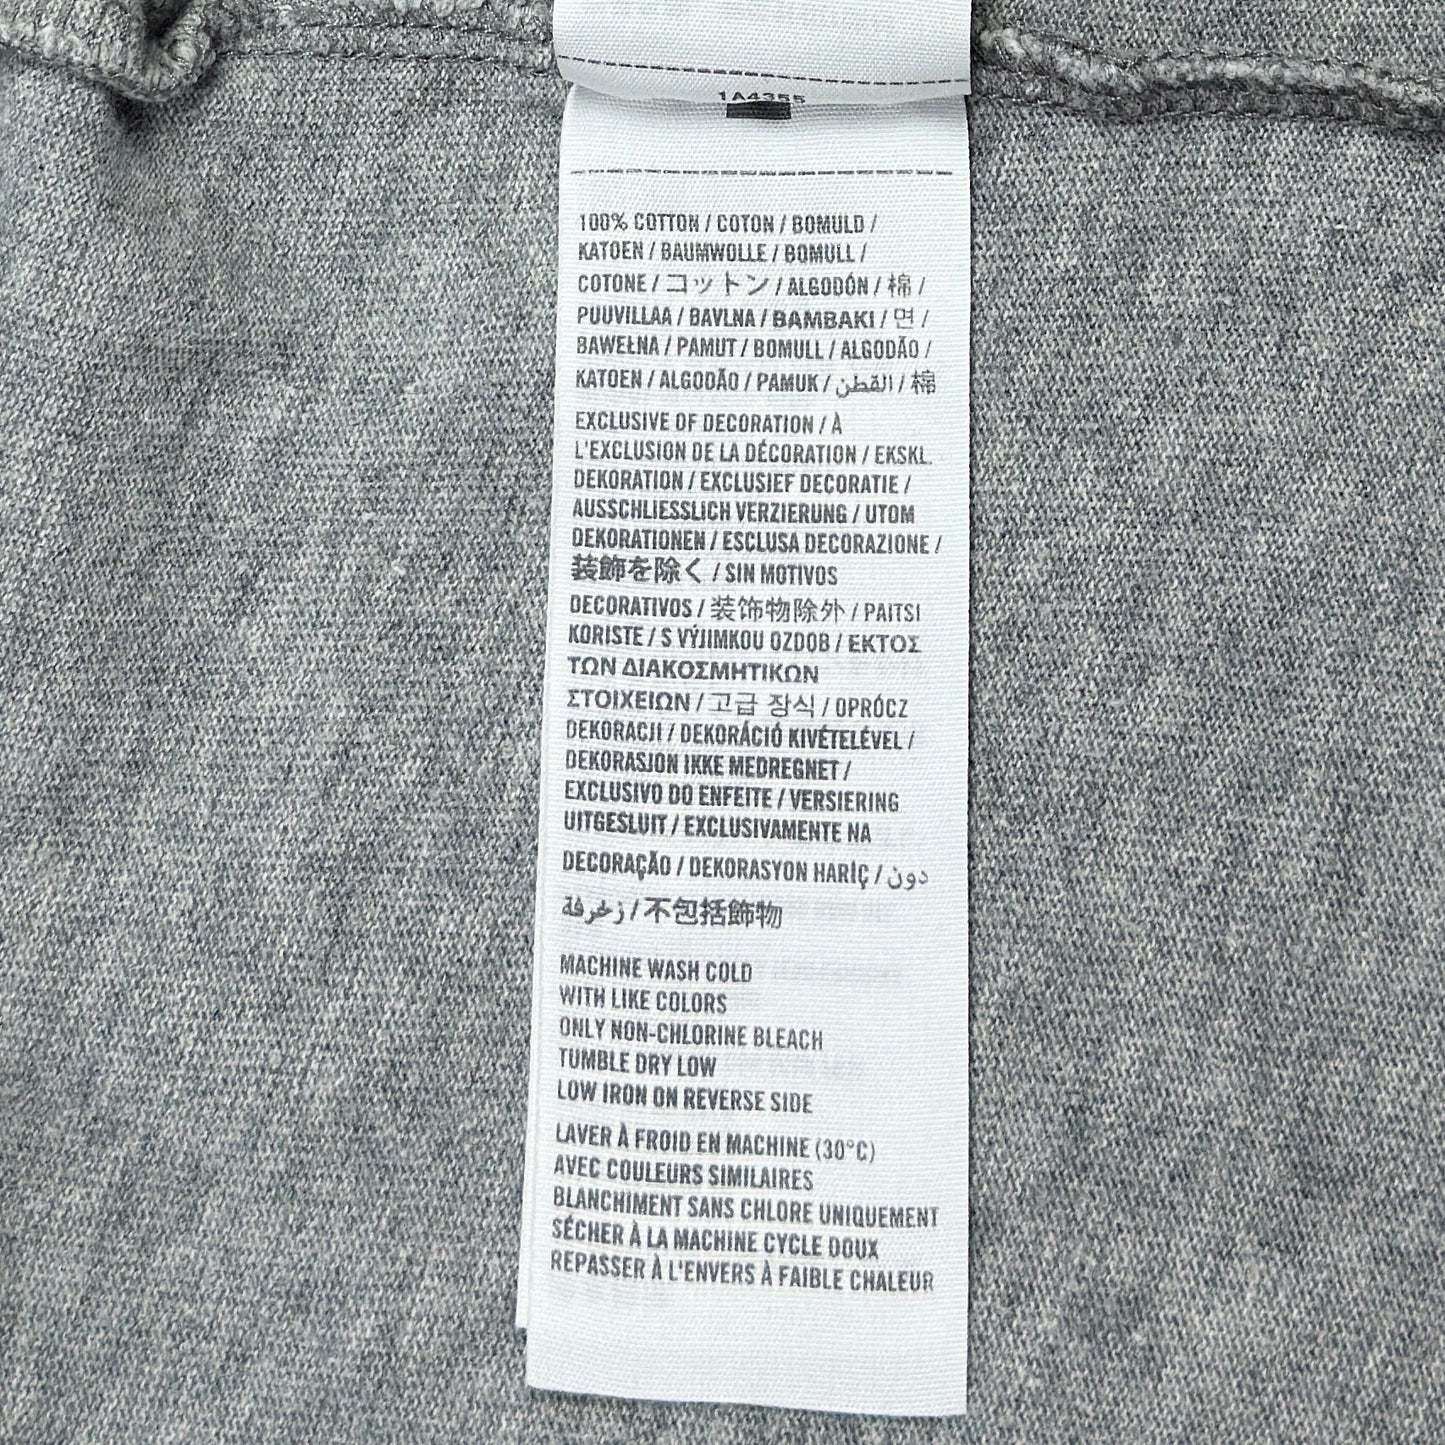 1A4355
100% COTTON / COTON / BOMULD /
KATOEN / BAUMWOLLE / BOMULL /
COTONE / コットン / ALGODÓN / 棉 /
PUUVILLAA / BAVLNA / BAMBAKI / 면 /
BAWEŁNA / PAMUT / BOMULL / ALGODÃO /
KATOEN / ALGODÃO / PAMUK / القطن / 棉
EXCLUSIVE OF DECORATION / À
L'EXCLUSION DE LA DÉCORATION / EKSKL.
DEKORATION / EXCLUSIEF DECORATIE /
AUSSCHLIESSLICH VERZIERUNG / UTOM
DEKORATIONEN / ESCLUSA DECORAZIONE /
装飾を除く / SIN MOTIVOS
DECORATIVOS / 装饰物除外 / PAITSI
KORISTE / S VÝJIMKOU OZDOB / ΕΚΤΟΣ
ΤΩΝ ΔΙΑΚΟΣΜΗΤΙΚΩΝ
ΣΤΟΙΧΕΙΩΝ / 고급 장식 / OPRÓCZ
DEKORACJI / DEKORÁCIÓ KIVÉTELÉVEL /
DEKORASJON IKKE MEDREGNET /
EXCLUSIVO DO ENFEITE / VERSIERING
UITGESLUIT / EXCLUSIVAMENTE NA
DECORAÇÃO / DEKORASYON HARİÇ / دون
زخرفة / 不包括飾物
MACHINE WASH COLD
WITH LIKE COLORS
ONLY NON-CHLORINE BLEACH
TUMBLE DRY LOW
LOW IRON ON REVERSE SIDE
LAVER À FROID EN MACHINE (30°C)
AVEC COULEURS SIMILAIRES
BLANCHIMENT SANS CHLORE UNIQUEMENT
SÉCHER À LA MACHINE CYCLE DOUX
REPASSER À L'ENVERS À FAIBLE CHALEUR